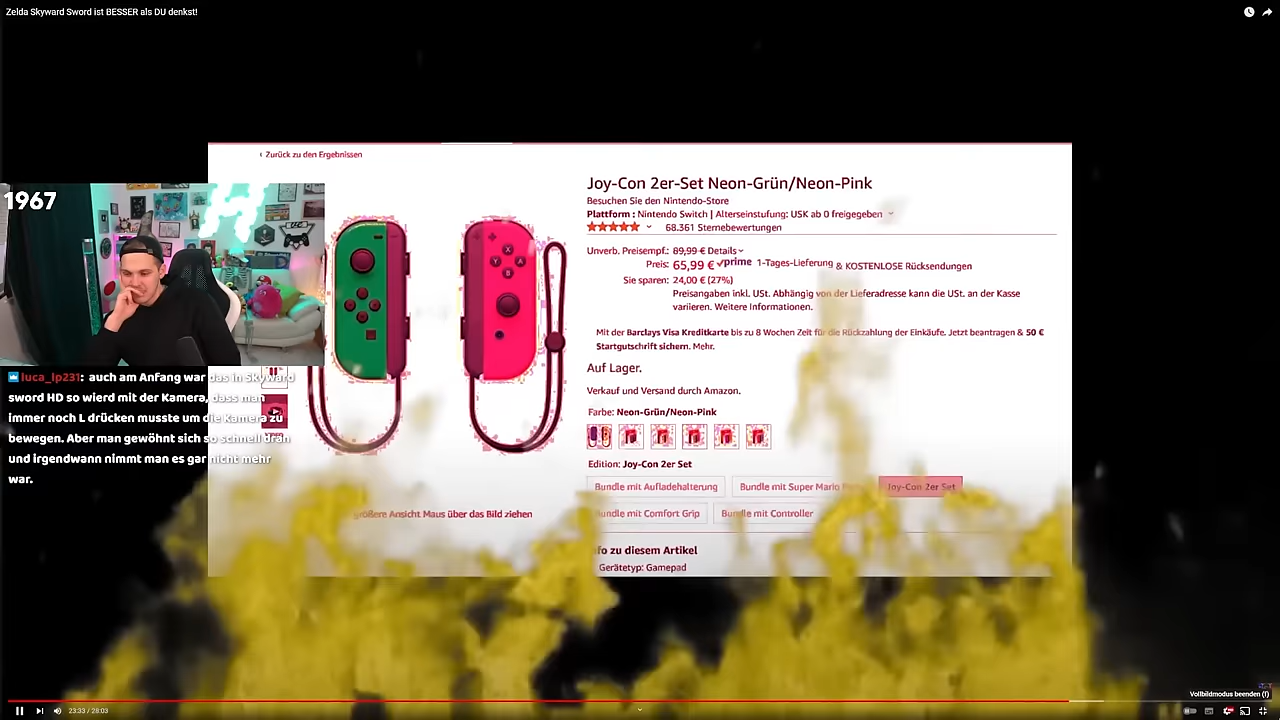 Zelda Skyward Sword ist BESSER als DU denkst!
‹ Zurück zu den Ergebnissen
Joy-Con 2er-Set Neon-Grün/Neon-Pink
Besuchen Sie den Nintendo-Store
Plattform : Nintendo Switch | Alterseinstufung: USK ab 0 freigegeben
68.361 Sternebewertungen
Unverb. Preisempf.: 89,99 € Details
Preis: 65,99 € prime 1-Tages-Lieferung & KOSTENLOSE Rücksendungen
Sie sparen: 24,00 € (27%)
Preisangaben inkl. USt. Abhängig von der Lieferadresse kann die USt. an der Kasse
variieren. Weitere Informationen.
Mit der Barclays Visa Kreditkarte bis zu 8 Wochen Zeit für die Rückzahlung der Einkäufe. Jetzt beantragen & 50 €
Startgutschrift sichern. Mehr.
Auf Lager.
Verkauf und Versand durch Amazon.
Farbe: Neon-Grün/Neon-Pink
Edition: Joy-Con 2er Set
Bundle mit Aufladehalterung
Bundle mit Super Mario
Joy-Con 2er Set
Bundle mit Comfort Grip
Bundle mit Controller
größere Ansicht Maus über das Bild ziehen
Info zu diesem Artikel
Gerätetyp: Gamepad
1967
X
Y
A
B
luca_lp231: auch am Anfang war das in Skyward
sword HD so wierd mit der Kamera, dass man
immer noch L drücken musste um die Kamera zu
bewegen. Aber man gewöhnt sich so schnell dran
und irgendwann nimmt man es gar nicht mehr
war.
Vollbildmodus beenden (f)
23:33 / 28:03